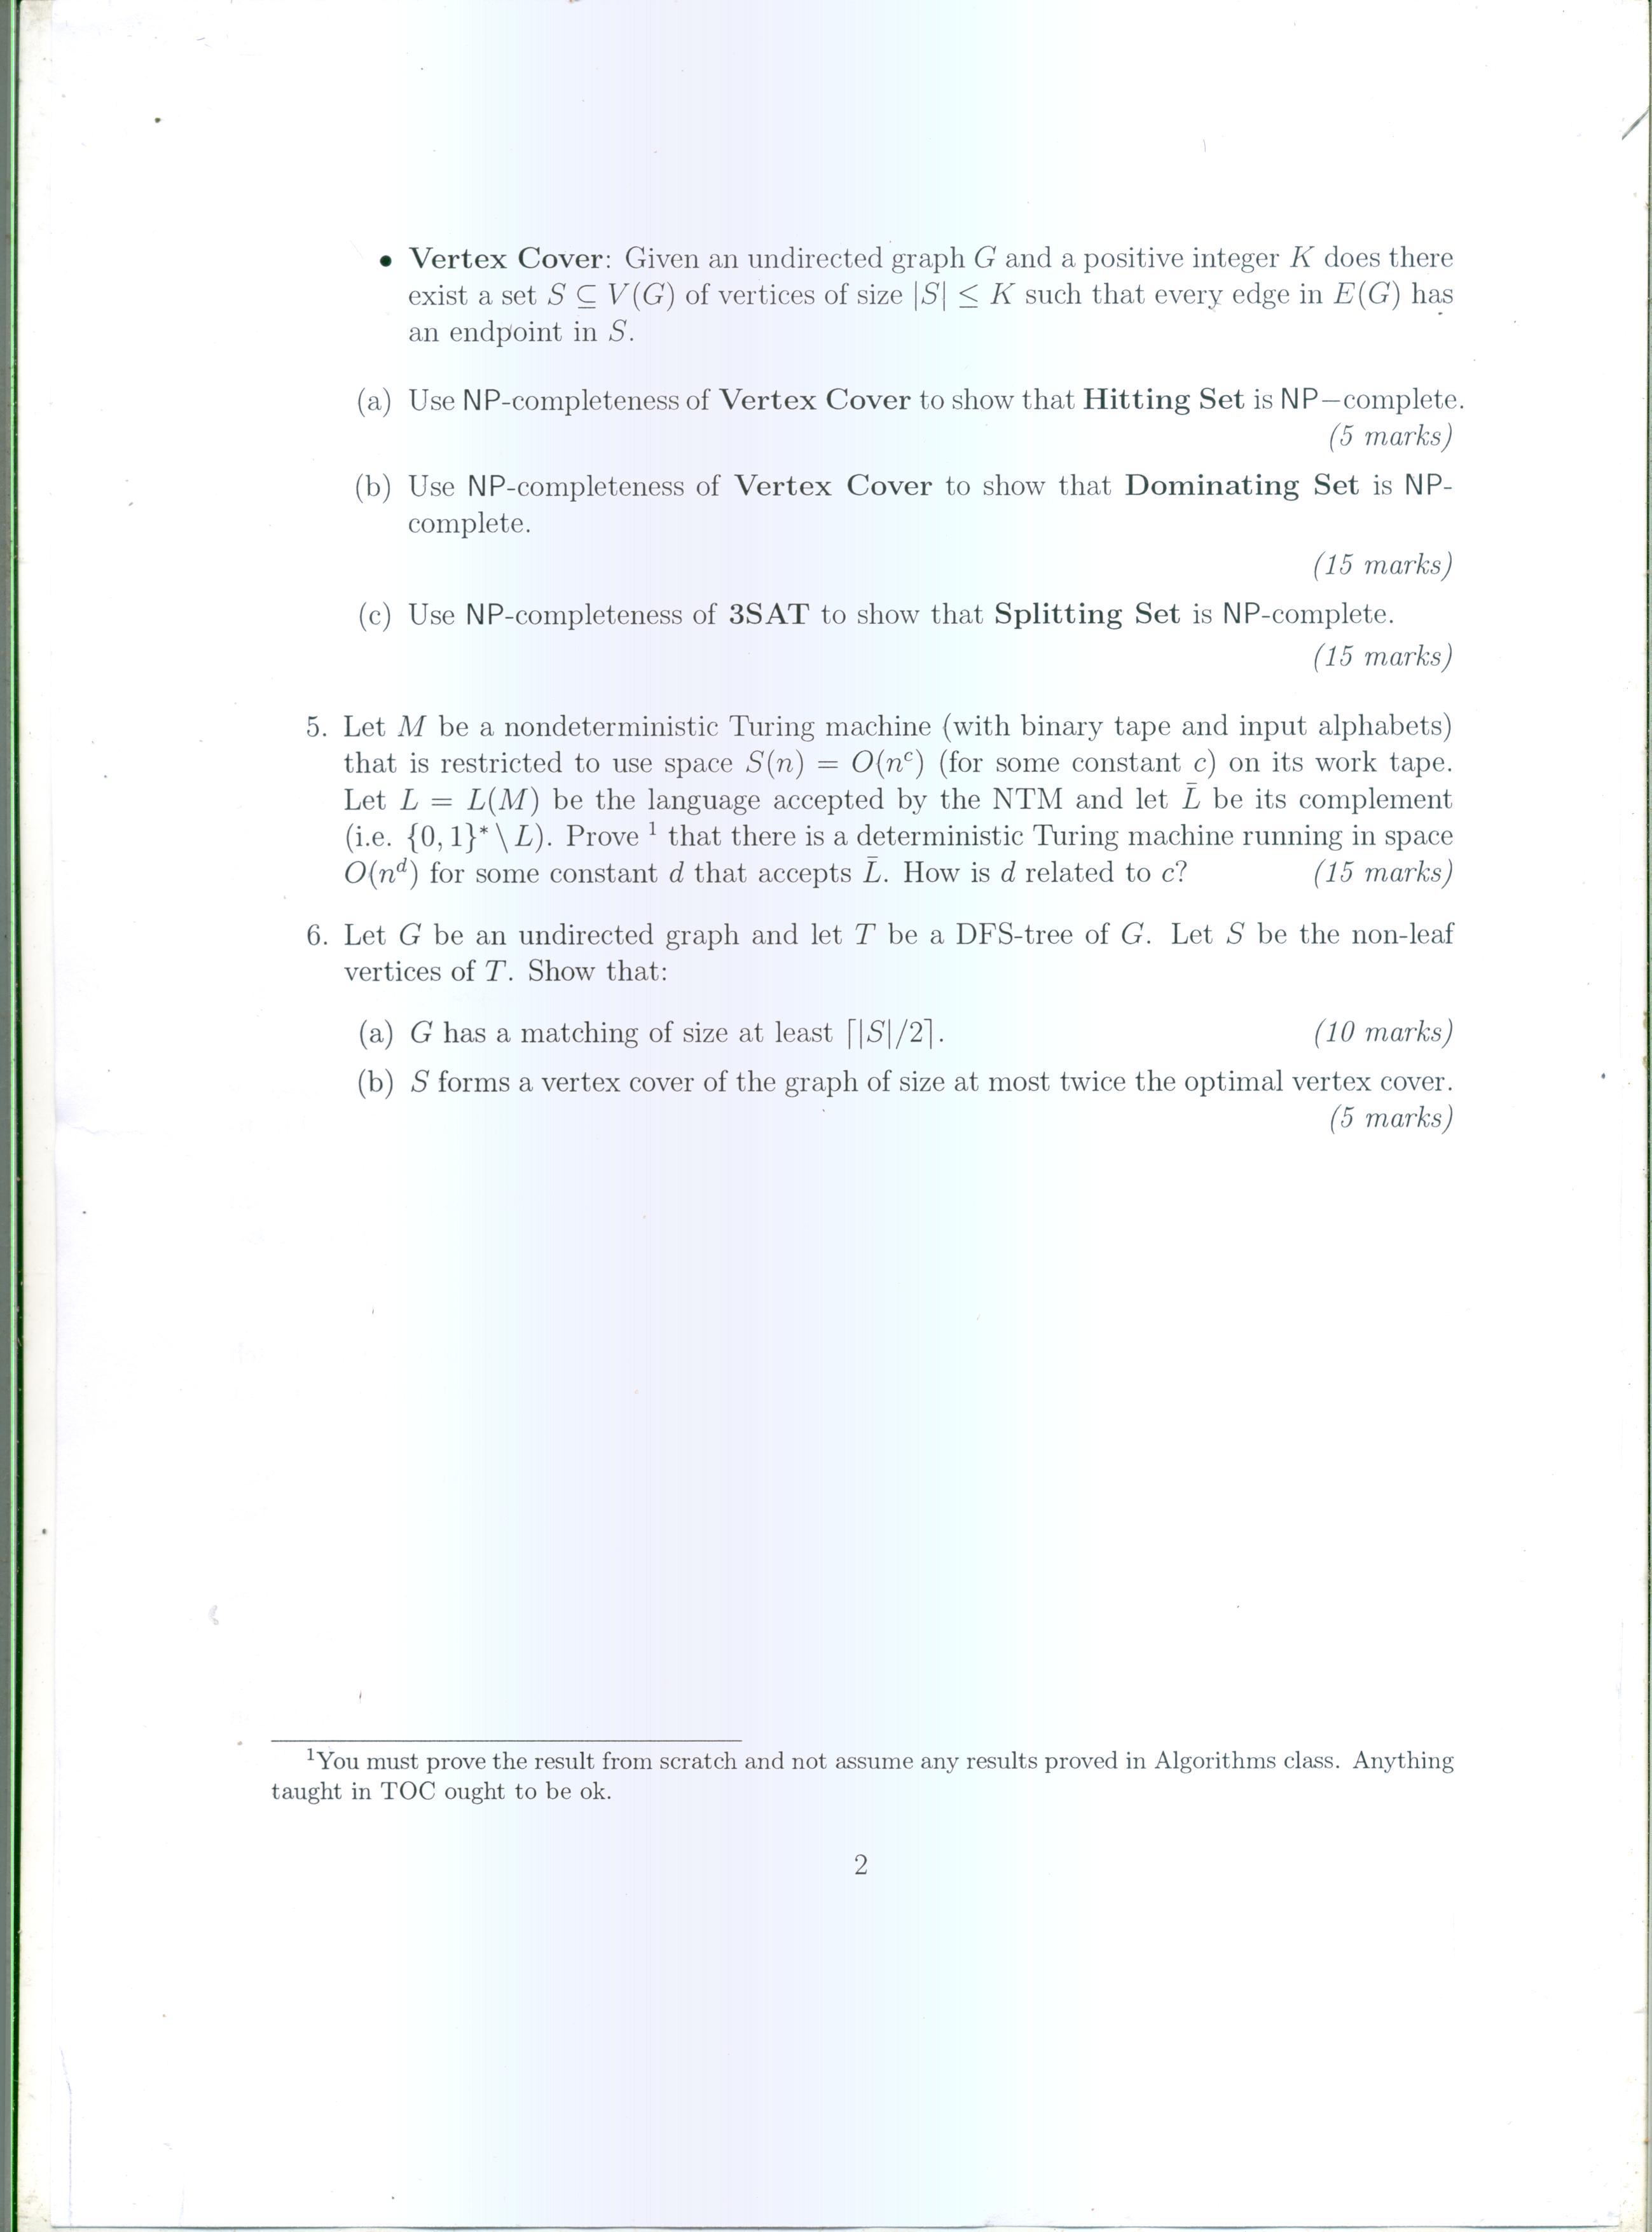 • Vertex Cover: Given an undirected graph G and a positive integer K does there
exist a set S ⊆ V(G) of vertices of size |S| ≤ K such that every edge in E(G) has
an endpoint in S.
(a) Use NP-completeness of Vertex Cover to show that Hitting Set is NP−complete.
(5 marks)
(b) Use NP-completeness of Vertex Cover to show that Dominating Set is NP-
complete.
(15 marks)
(c) Use NP-completeness of 3SAT to show that Splitting Set is NP-complete.
(15 marks)
5. Let M be a nondeterministic Turing machine (with binary tape and input alphabets)
that is restricted to use space S(n) = O(nᶜ) (for some constant c) on its work tape.
Let L = L(M) be the language accepted by the NTM and let L̄ be its complement
(i.e. {0, 1}* \ L). Prove ¹ that there is a deterministic Turing machine running in space
O(nᵈ) for some constant d that accepts L̄. How is d related to c? (15 marks)
6. Let G be an undirected graph and let T be a DFS-tree of G. Let S be the non-leaf
vertices of T. Show that:
(a) G has a matching of size at least ⌈|S|/2⌉. (10 marks)
(b) S forms a vertex cover of the graph of size at most twice the optimal vertex cover.
(5 marks)
¹You must prove the result from scratch and not assume any results proved in Algorithms class. Anything
taught in TOC ought to be ok.
2